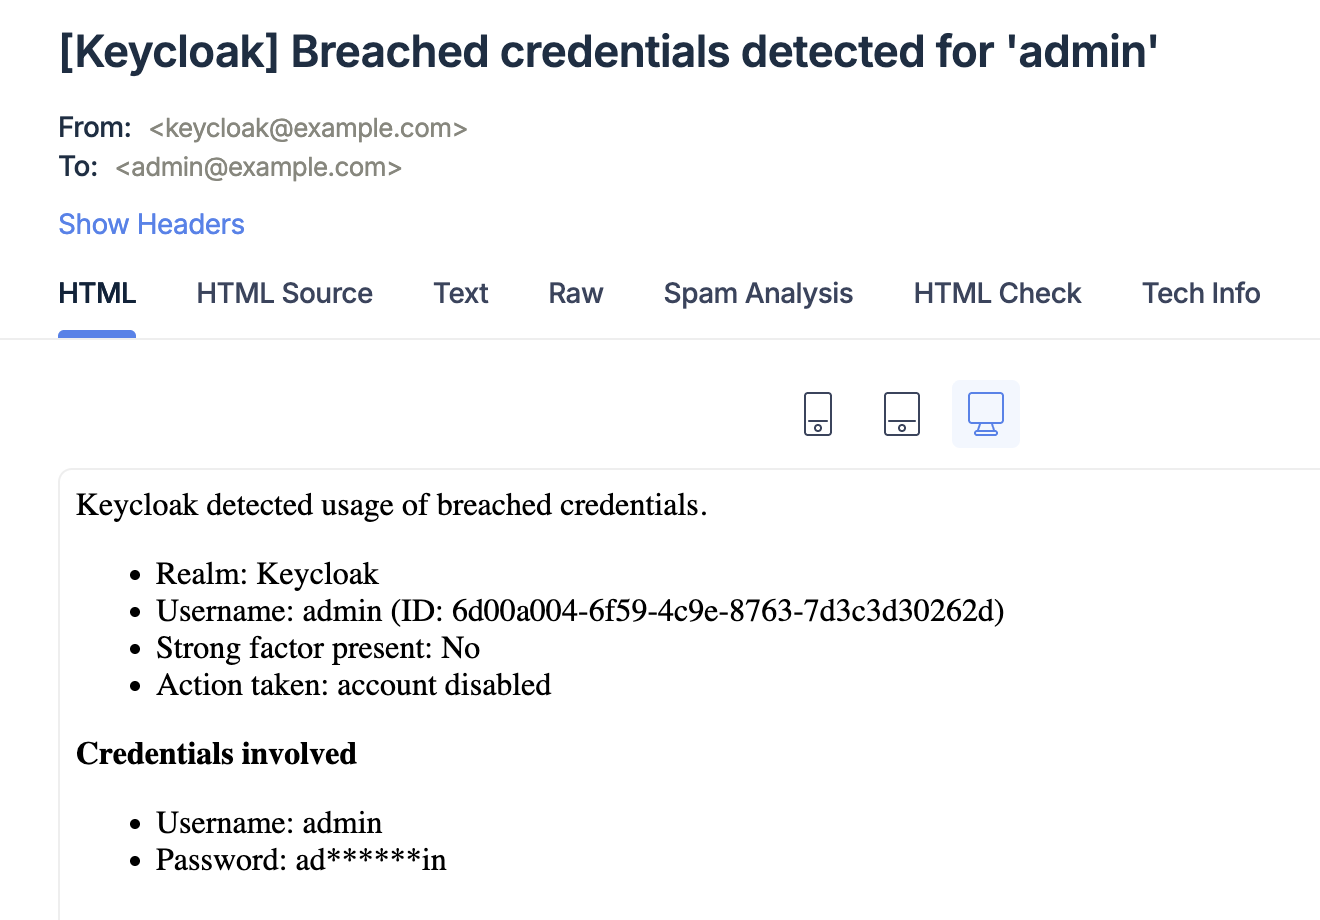 [Keycloak] Breached credentials detected for 'admin'
From: <keycloak@example.com>
To: <admin@example.com>
Show Headers
HTML HTML Source Text Raw Spam Analysis HTML Check Tech Info
Keycloak detected usage of breached credentials.
• Realm: Keycloak
• Username: admin (ID: 6d00a004-6f59-4c9e-8763-7d3c3d30262d)
• Strong factor present: No
• Action taken: account disabled
Credentials involved
• Username: admin
• Password: ad******in